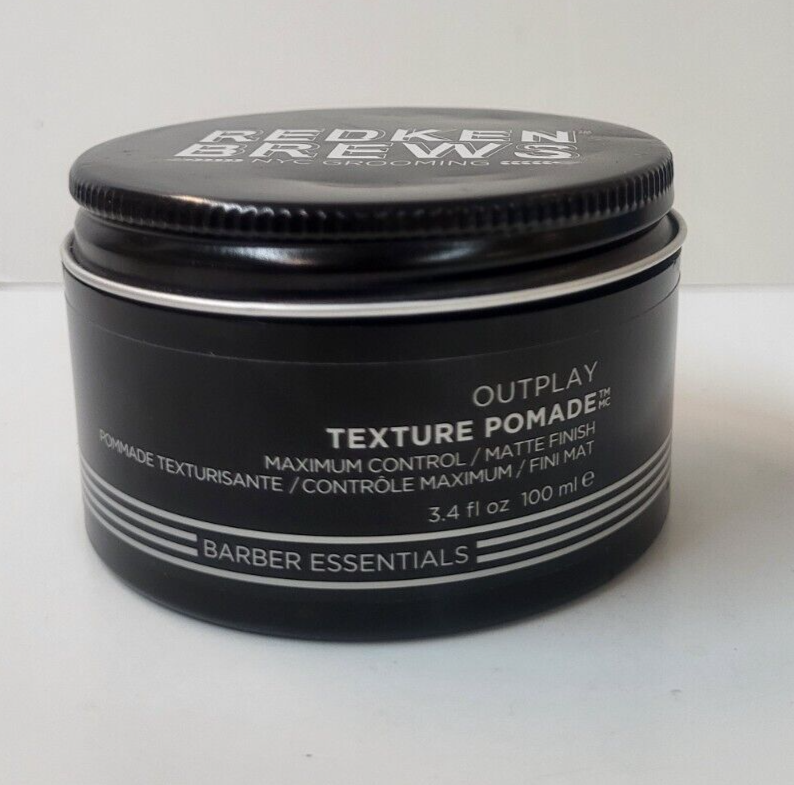 REDKEN
BREWS
NYC GROOMING
OUTPLAY
TEXTURE POMADE™ MC
MAXIMUM CONTROL / MATTE FINISH
POMMADE TEXTURISANTE / CONTRÔLE MAXIMUM / FINI MAT
3.4 fl oz 100 ml ℮
BARBER ESSENTIALS